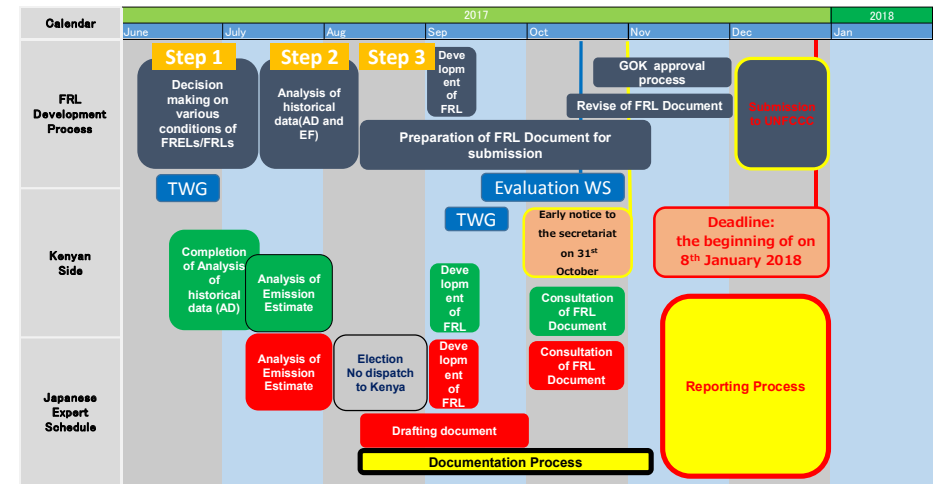 Calendar
2017
2018
June
July
Aug
Sep
Oct
Nov
Dec
Jan
FRL
Development
Process
Step 1
Decision
making on
various
conditions of
FRELs/FRLs
Step 2
Analysis of
historical
data(AD and
EF)
Step 3
Deve
lopm
ent
of
FRL
GOK approval
process
Revise of FRL Document
Preparation of FRL Document for
submission
Submission
to UNFCCC
TWG
Evaluation WS
TWG
Kenyan
Side
Completion
of Analysis
of
historical
data (AD)
Analysis of
Emission
Estimate
Deve
lopm
ent
of
FRL
Early notice to
the secretariat
on 31st
October
Consultation
of FRL
Document
Deadline:
the beginning of on
8th January 2018
Japanese
Expert
Schedule
Analysis of
Emission
Estimate
Election
No dispatch
to Kenya
Deve
lopm
ent
of
FRL
Consultation
of FRL
Document
Reporting Process
Drafting document
Documentation Process